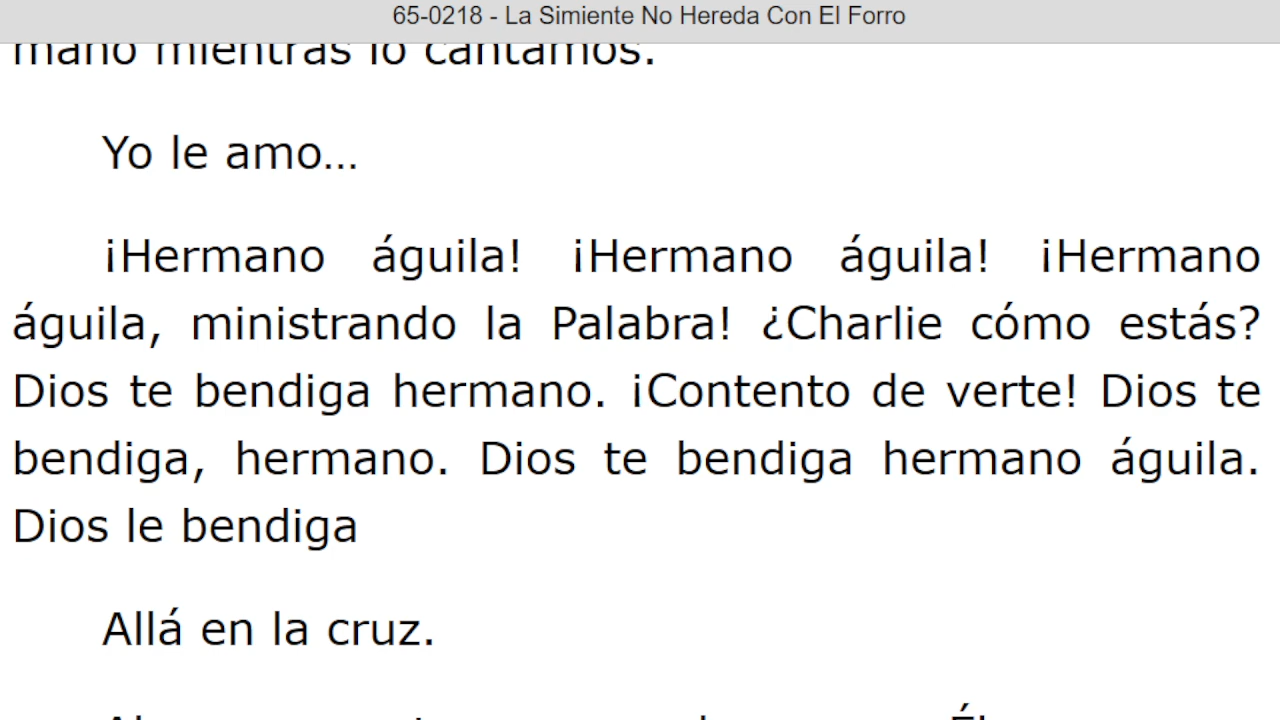 65-0218 - La Simiente No Hereda Con El Forro
mano mientras lo cantamos.
Yo le amo...
¡Hermano águila! ¡Hermano águila! ¡Hermano
águila, ministrando la Palabra! ¿Charlie cómo estás?
Dios te bendiga hermano. ¡Contento de verte! Dios te
bendiga, hermano. Dios te bendiga hermano águila.
Dios le bendiga
Allá en la cruz.